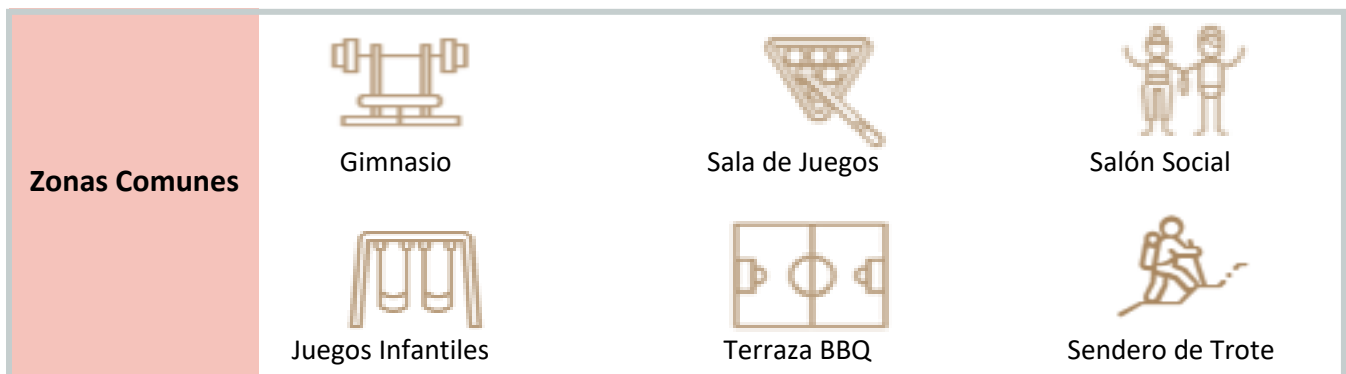 Zonas Comunes
Gimnasio
Sala de Juegos
Salón Social
Juegos Infantiles
Terraza BBQ
Sendero de Trote